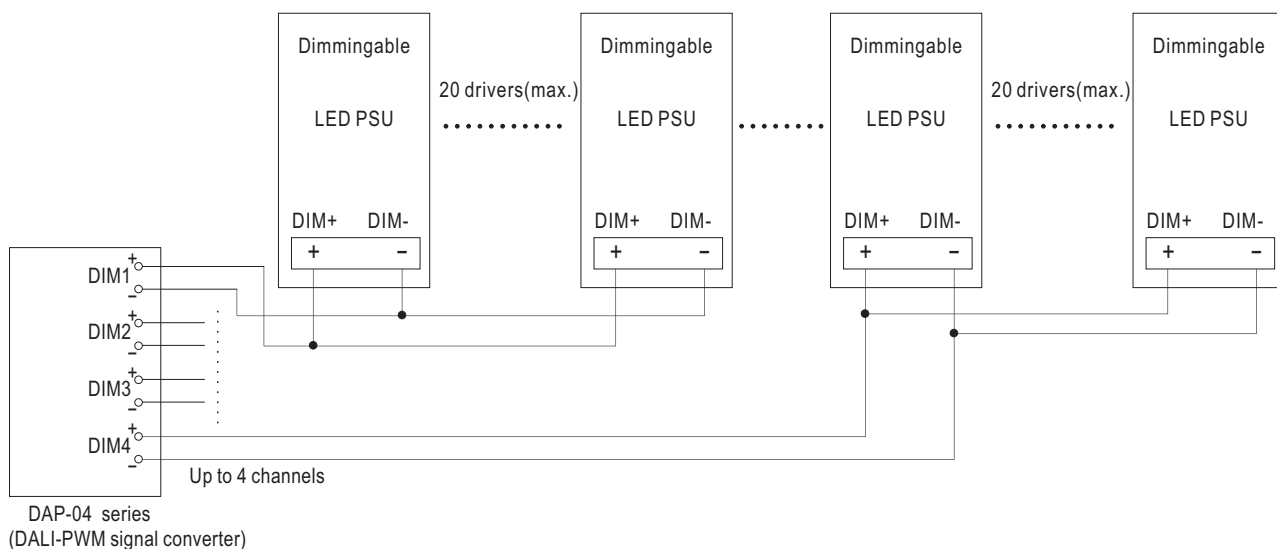 Dimmingable
Dimmingable
Dimmingable
Dimmingable
20 drivers(max.)
20 drivers(max.)
LED PSU
LED PSU
LED PSU
LED PSU
DIM+ DIM-
DIM+ DIM-
DIM+ DIM-
DIM+ DIM-
+ −
+ −
+ −
+ −
DIM1 + −
DIM2 + −
DIM3 + −
DIM4 + −
Up to 4 channels
DAP-04 series
(DALI-PWM signal converter)